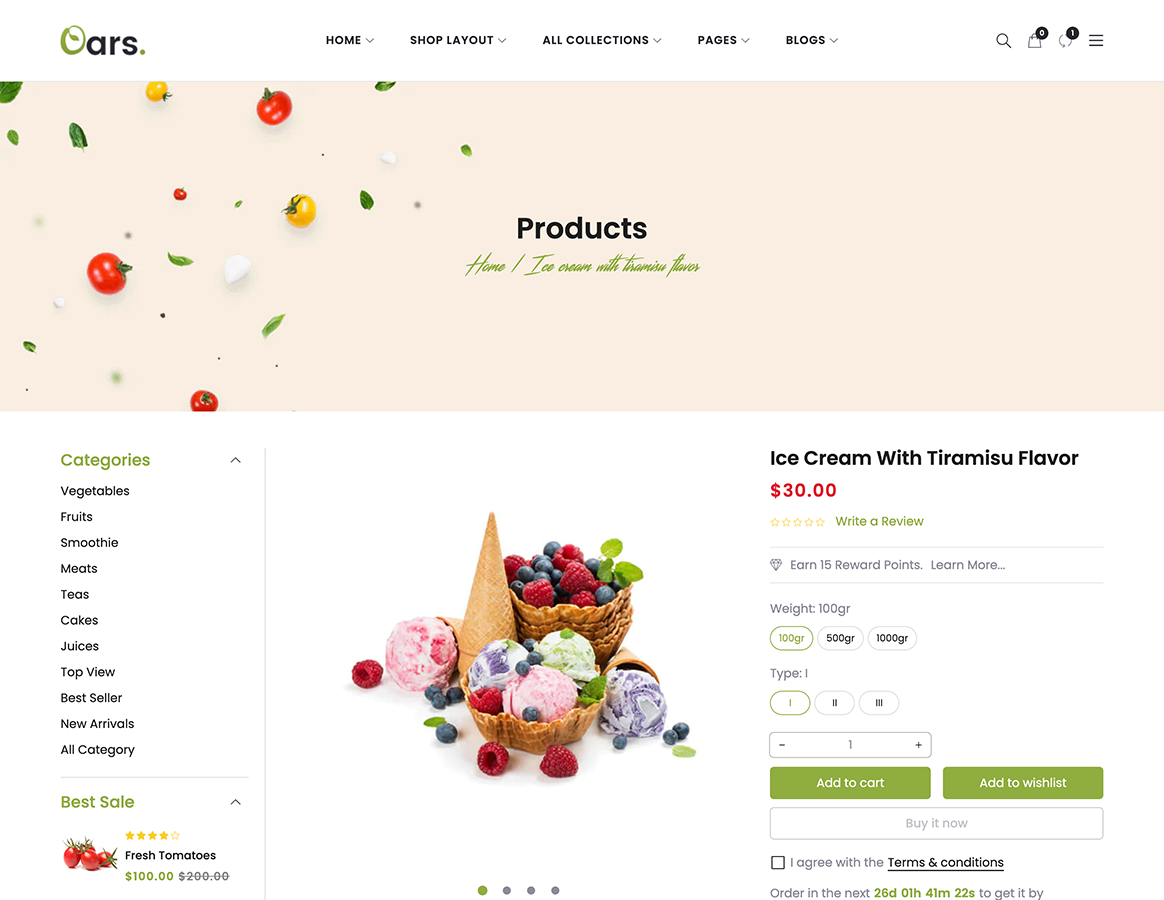 Oars.
HOME SHOP LAYOUT ALL COLLECTIONS PAGES BLOGS
0 1
Products
Home / Ice cream with tiramisu flavor
Categories
Vegetables
Fruits
Smoothie
Meats
Teas
Cakes
Juices
Top View
Best Seller
New Arrivals
All Category
Best Sale
Fresh Tomatoes
$100.00 $200.00
Ice Cream With Tiramisu Flavor
$30.00
Write a Review
Earn 15 Reward Points. Learn More...
Weight: 100gr
100gr 500gr 1000gr
Type: I
I II III
- 1 +
Add to cart Add to wishlist
Buy it now
I agree with the Terms & conditions
Order in the next 26d 01h 41m 22s to get it by